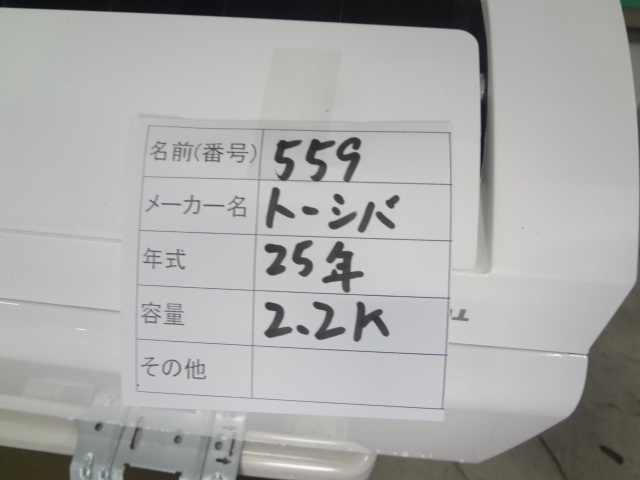 名前(番号) 559
メーカー名 トーシバ
年式 25年
容量 2.2K
その他